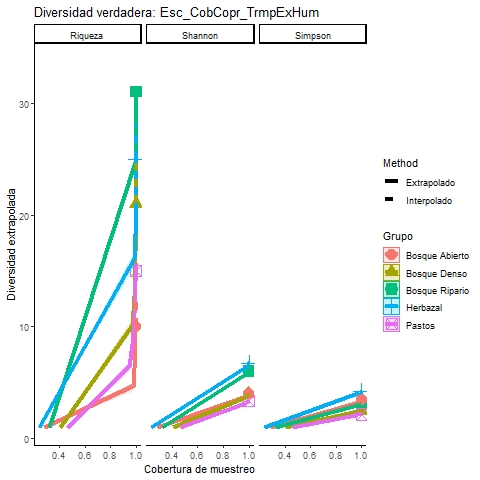 Diversidad verdadera: Esc_CobCopr_TrmpExHum
Riqueza
Shannon
Simpson
Diversidad extrapolada
30
20
10
0
0.4 0.6 0.8 1.0
0.4 0.6 0.8 1.0
0.4 0.6 0.8 1.0
Cobertura de muestreo
Method
Extrapolado
Interpolado
Grupo
Bosque Abierto
Bosque Denso
Bosque Ripario
Herbazal
Pastos